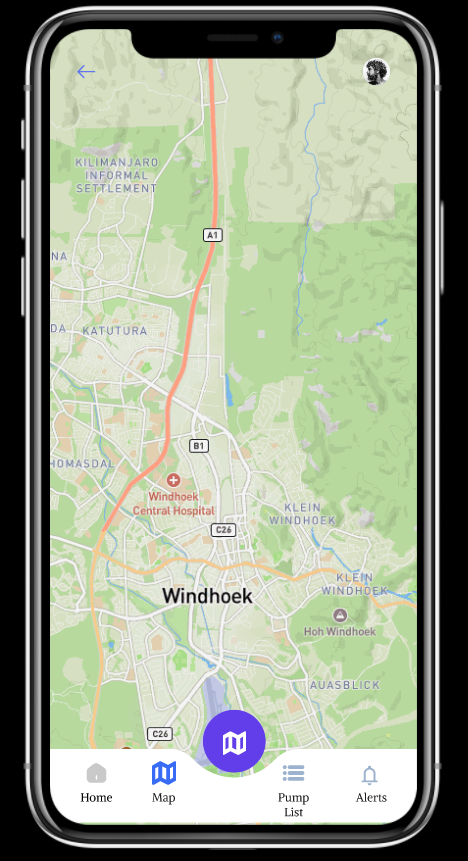 KILIMANJARO
INFORMAL
SETTLEMENT
A1
NA
DA
KATUTURA
B1
HOMASDAL
Windhoek
Central Hospital
KLEIN
WINDHOEK
C26
KLEIN
WINDHOEK
Windhoek
Hoh Windhoek
AUASBLICK
C26
Home
Map
Pump
List
Alerts